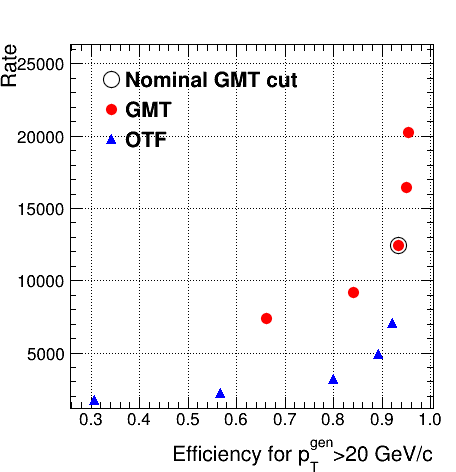 Rate
25000
20000
15000
10000
5000
Nominal GMT cut
GMT
OTF
0.3 0.4 0.5 0.6 0.7 0.8 0.9 1.0
Efficiency for p_T^gen>20 GeV/c